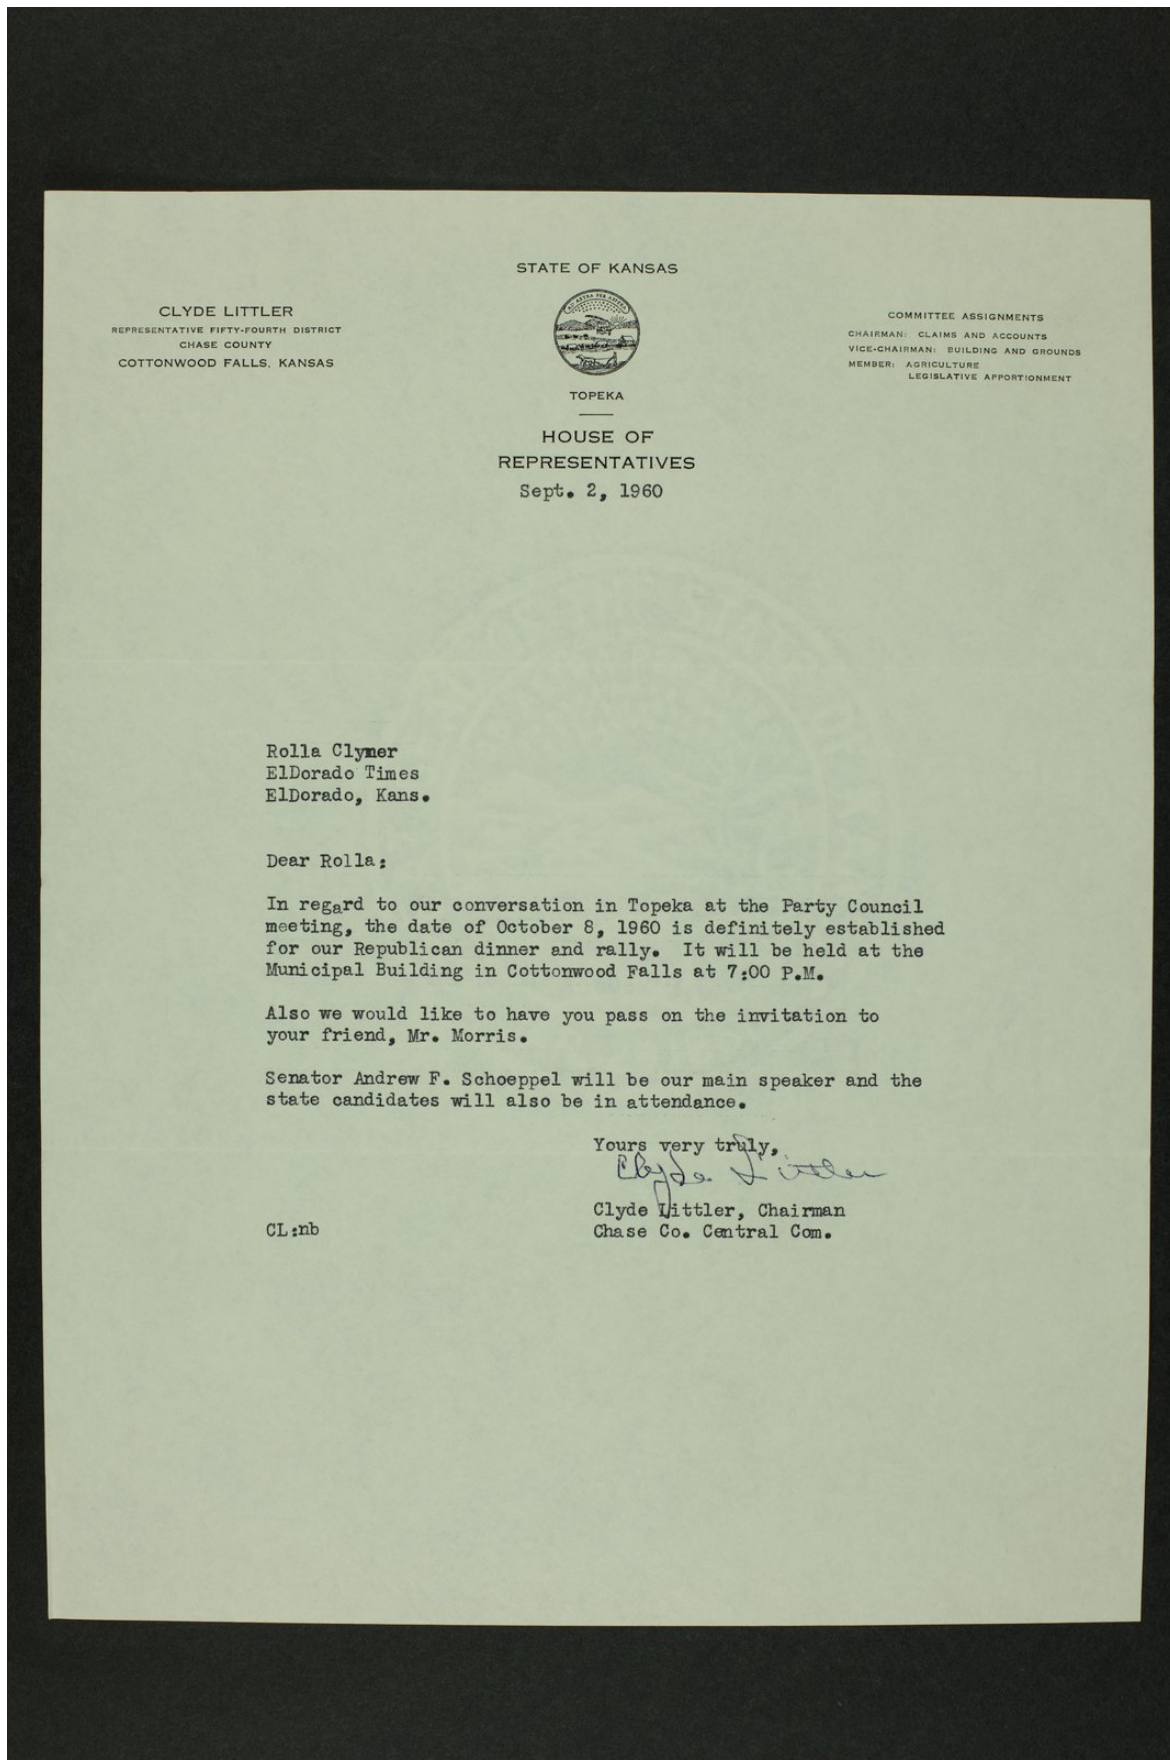 STATE OF KANSAS
CLYDE LITTLER
REPRESENTATIVE FIFTY-FOURTH DISTRICT
CHASE COUNTY
COTTONWOOD FALLS, KANSAS
COMMITTEE ASSIGNMENTS
CHAIRMAN: CLAIMS AND ACCOUNTS
VICE-CHAIRMAN: BUILDING AND GROUNDS
MEMBER: AGRICULTURE
LEGISLATIVE APPORTIONMENT
TOPEKA
HOUSE OF
REPRESENTATIVES
Sept. 2, 1960
Rolla Clymer
ElDorado Times
ElDorado, Kans.
Dear Rolla:
In regard to our conversation in Topeka at the Party Council
meeting, the date of October 8, 1960 is definitely established
for our Republican dinner and rally. It will be held at the
Municipal Building in Cottonwood Falls at 7:00 P.M.
Also we would like to have you pass on the invitation to
your friend, Mr. Morris.
Senator Andrew F. Schoeppel will be our main speaker and the
state candidates will also be in attendance.
Yours very truly,
Clyde Littler
Clyde Littler, Chairman
CL:nb Chase Co. Central Com.